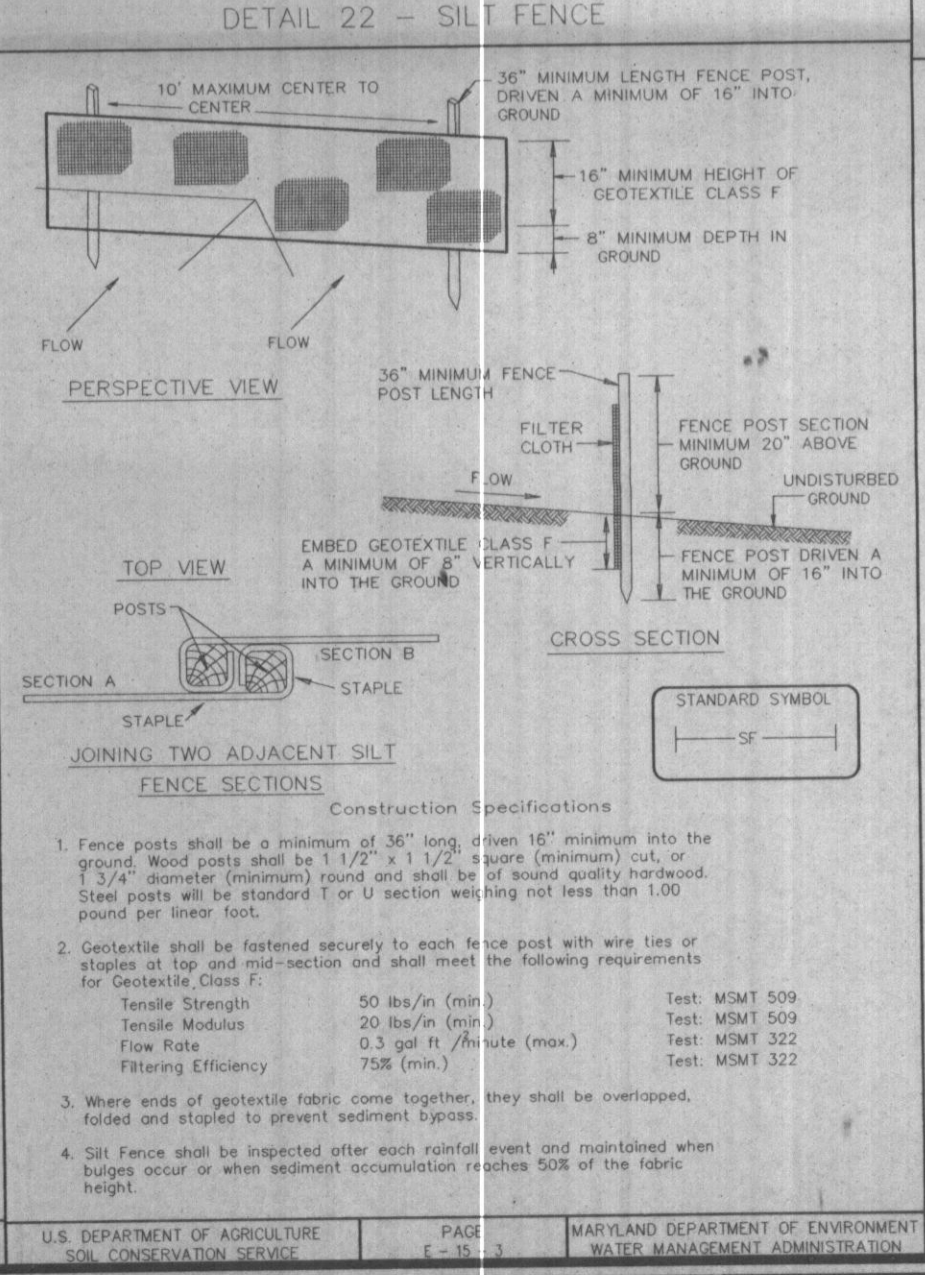 DETAIL 22 - SILT FENCE
10' MAXIMUM CENTER TO
CENTER
36" MINIMUM LENGTH FENCE POST,
DRIVEN A MINIMUM OF 16" INTO
GROUND
16" MINIMUM HEIGHT OF
GEOTEXTILE CLASS F
8" MINIMUM DEPTH IN
GROUND
FLOW
FLOW
PERSPECTIVE VIEW
36" MINIMUM FENCE
POST LENGTH
FILTER
CLOTH
FENCE POST SECTION
MINIMUM 20" ABOVE
GROUND
UNDISTURBED
GROUND
FLOW
EMBED GEOTEXTILE CLASS F
A MINIMUM OF 8" VERTICALLY
INTO THE GROUND
FENCE POST DRIVEN A
MINIMUM OF 16" INTO
THE GROUND
CROSS SECTION
TOP VIEW
POSTS
SECTION B
SECTION A
STAPLE
STAPLE
JOINING TWO ADJACENT SILT
FENCE SECTIONS
STANDARD SYMBOL
SF
Construction Specifications
1. Fence posts shall be a minimum of 36" long, driven 16" minimum into the
ground. Wood posts shall be 1 1/2" x 1 1/2" square (minimum) cut, or
1 3/4" diameter (minimum) round and shall be of sound quality hardwood.
Steel posts will be standard T or U section weighing not less than 1.00
pound per linear foot.
2. Geotextile shall be fastened securely to each fence post with wire ties or
staples at top and mid-section and shall meet the following requirements
for Geotextile Class F:
Tensile Strength 50 lbs/in (min.) Test: MSMT 509
Tensile Modulus 20 lbs/in (min.) Test: MSMT 509
Flow Rate 0.3 gal ft ²/minute (max.) Test: MSMT 322
Filtering Efficiency 75% (min.) Test: MSMT 322
3. Where ends of geotextile fabric come together, they shall be overlapped,
folded and stapled to prevent sediment bypass.
4. Silt Fence shall be inspected after each rainfall event and maintained when
bulges occur or when sediment accumulation reaches 50% of the fabric
height.
U.S. DEPARTMENT OF AGRICULTURE
SOIL CONSERVATION SERVICE
PAGE
E - 15 - 3
MARYLAND DEPARTMENT OF ENVIRONMENT
WATER MANAGEMENT ADMINISTRATION